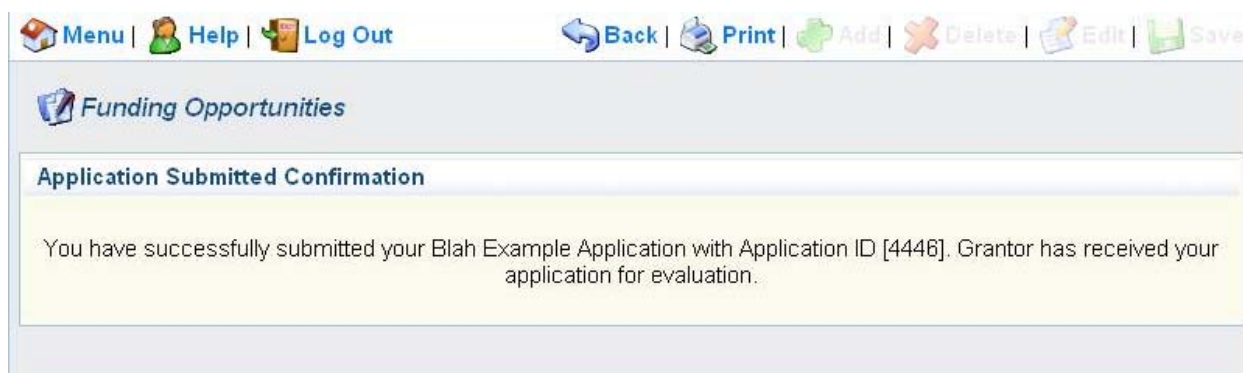 Menu | Help | Log Out Back | Print | Add | Delete | Edit | Save
Funding Opportunities
Application Submitted Confirmation
You have successfully submitted your Blah Example Application with Application ID [4446]. Grantor has received your
application for evaluation.